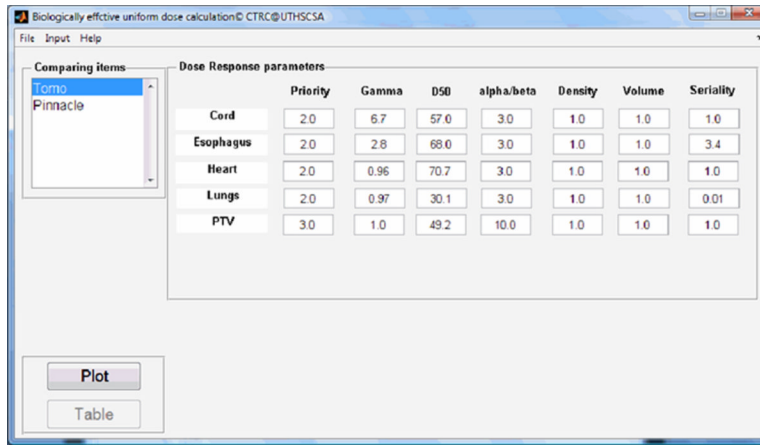 Biologically effctive uniform dose calculation© CTRC@UTHSCSA
File Input Help
Comparing items
Tomo
Pinnacle
Dose Response parameters
Priority Gamma D50 alpha/beta Density Volume Seriality
Cord 2.0 6.7 57.0 3.0 1.0 1.0 1.0
Esophagus 2.0 2.8 68.0 3.0 1.0 1.0 3.4
Heart 2.0 0.96 70.7 3.0 1.0 1.0 1.0
Lungs 2.0 0.97 30.1 3.0 1.0 1.0 0.01
PTV 3.0 1.0 49.2 10.0 1.0 1.0 1.0
Plot
Table